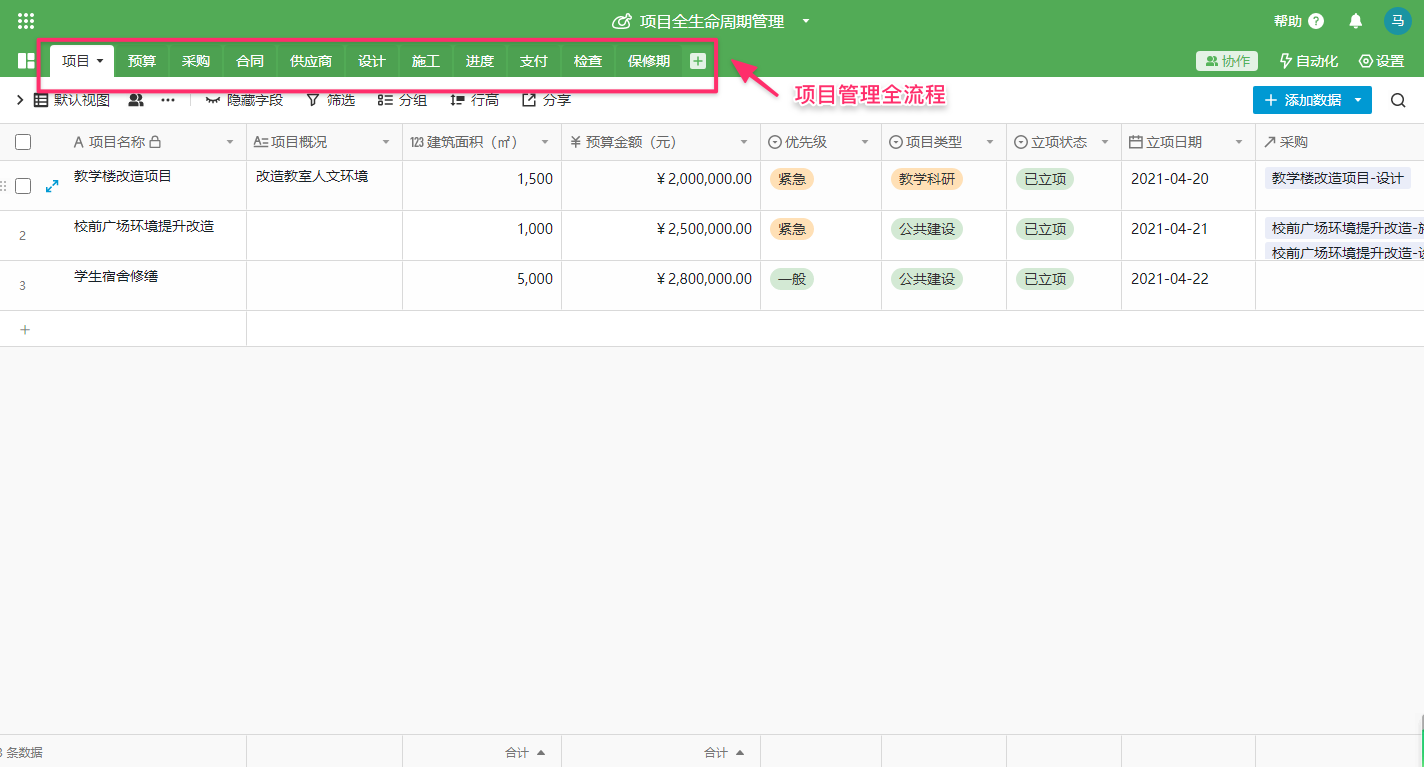 项目全生命周期管理
帮助 ?
马
项目 预算 采购 合同 供应商 设计 施工 进度 支付 检查 保修期
协作 自动化 设置
项目管理全流程
默认视图 隐藏字段 筛选 分组 行高 分享
添加数据
A 项目名称 A 项目概况 123 建筑面积（㎡） ¥ 预算金额（元） 优先级 项目类型 立项状态 立项日期 采购
教学楼改造项目 改造教室人文环境 1,500 ¥2,000,000.00 紧急 教学科研 已立项 2021-04-20 教学楼改造项目-设计
2 校前广场环境提升改造 1,000 ¥2,500,000.00 紧急 公共建设 已立项 2021-04-21 校前广场环境提升改造-
校前广场环境提升改造-
3 学生宿舍修缮 5,000 ¥2,800,000.00 一般 公共建设 已立项 2021-04-22
3 条数据 合计 合计